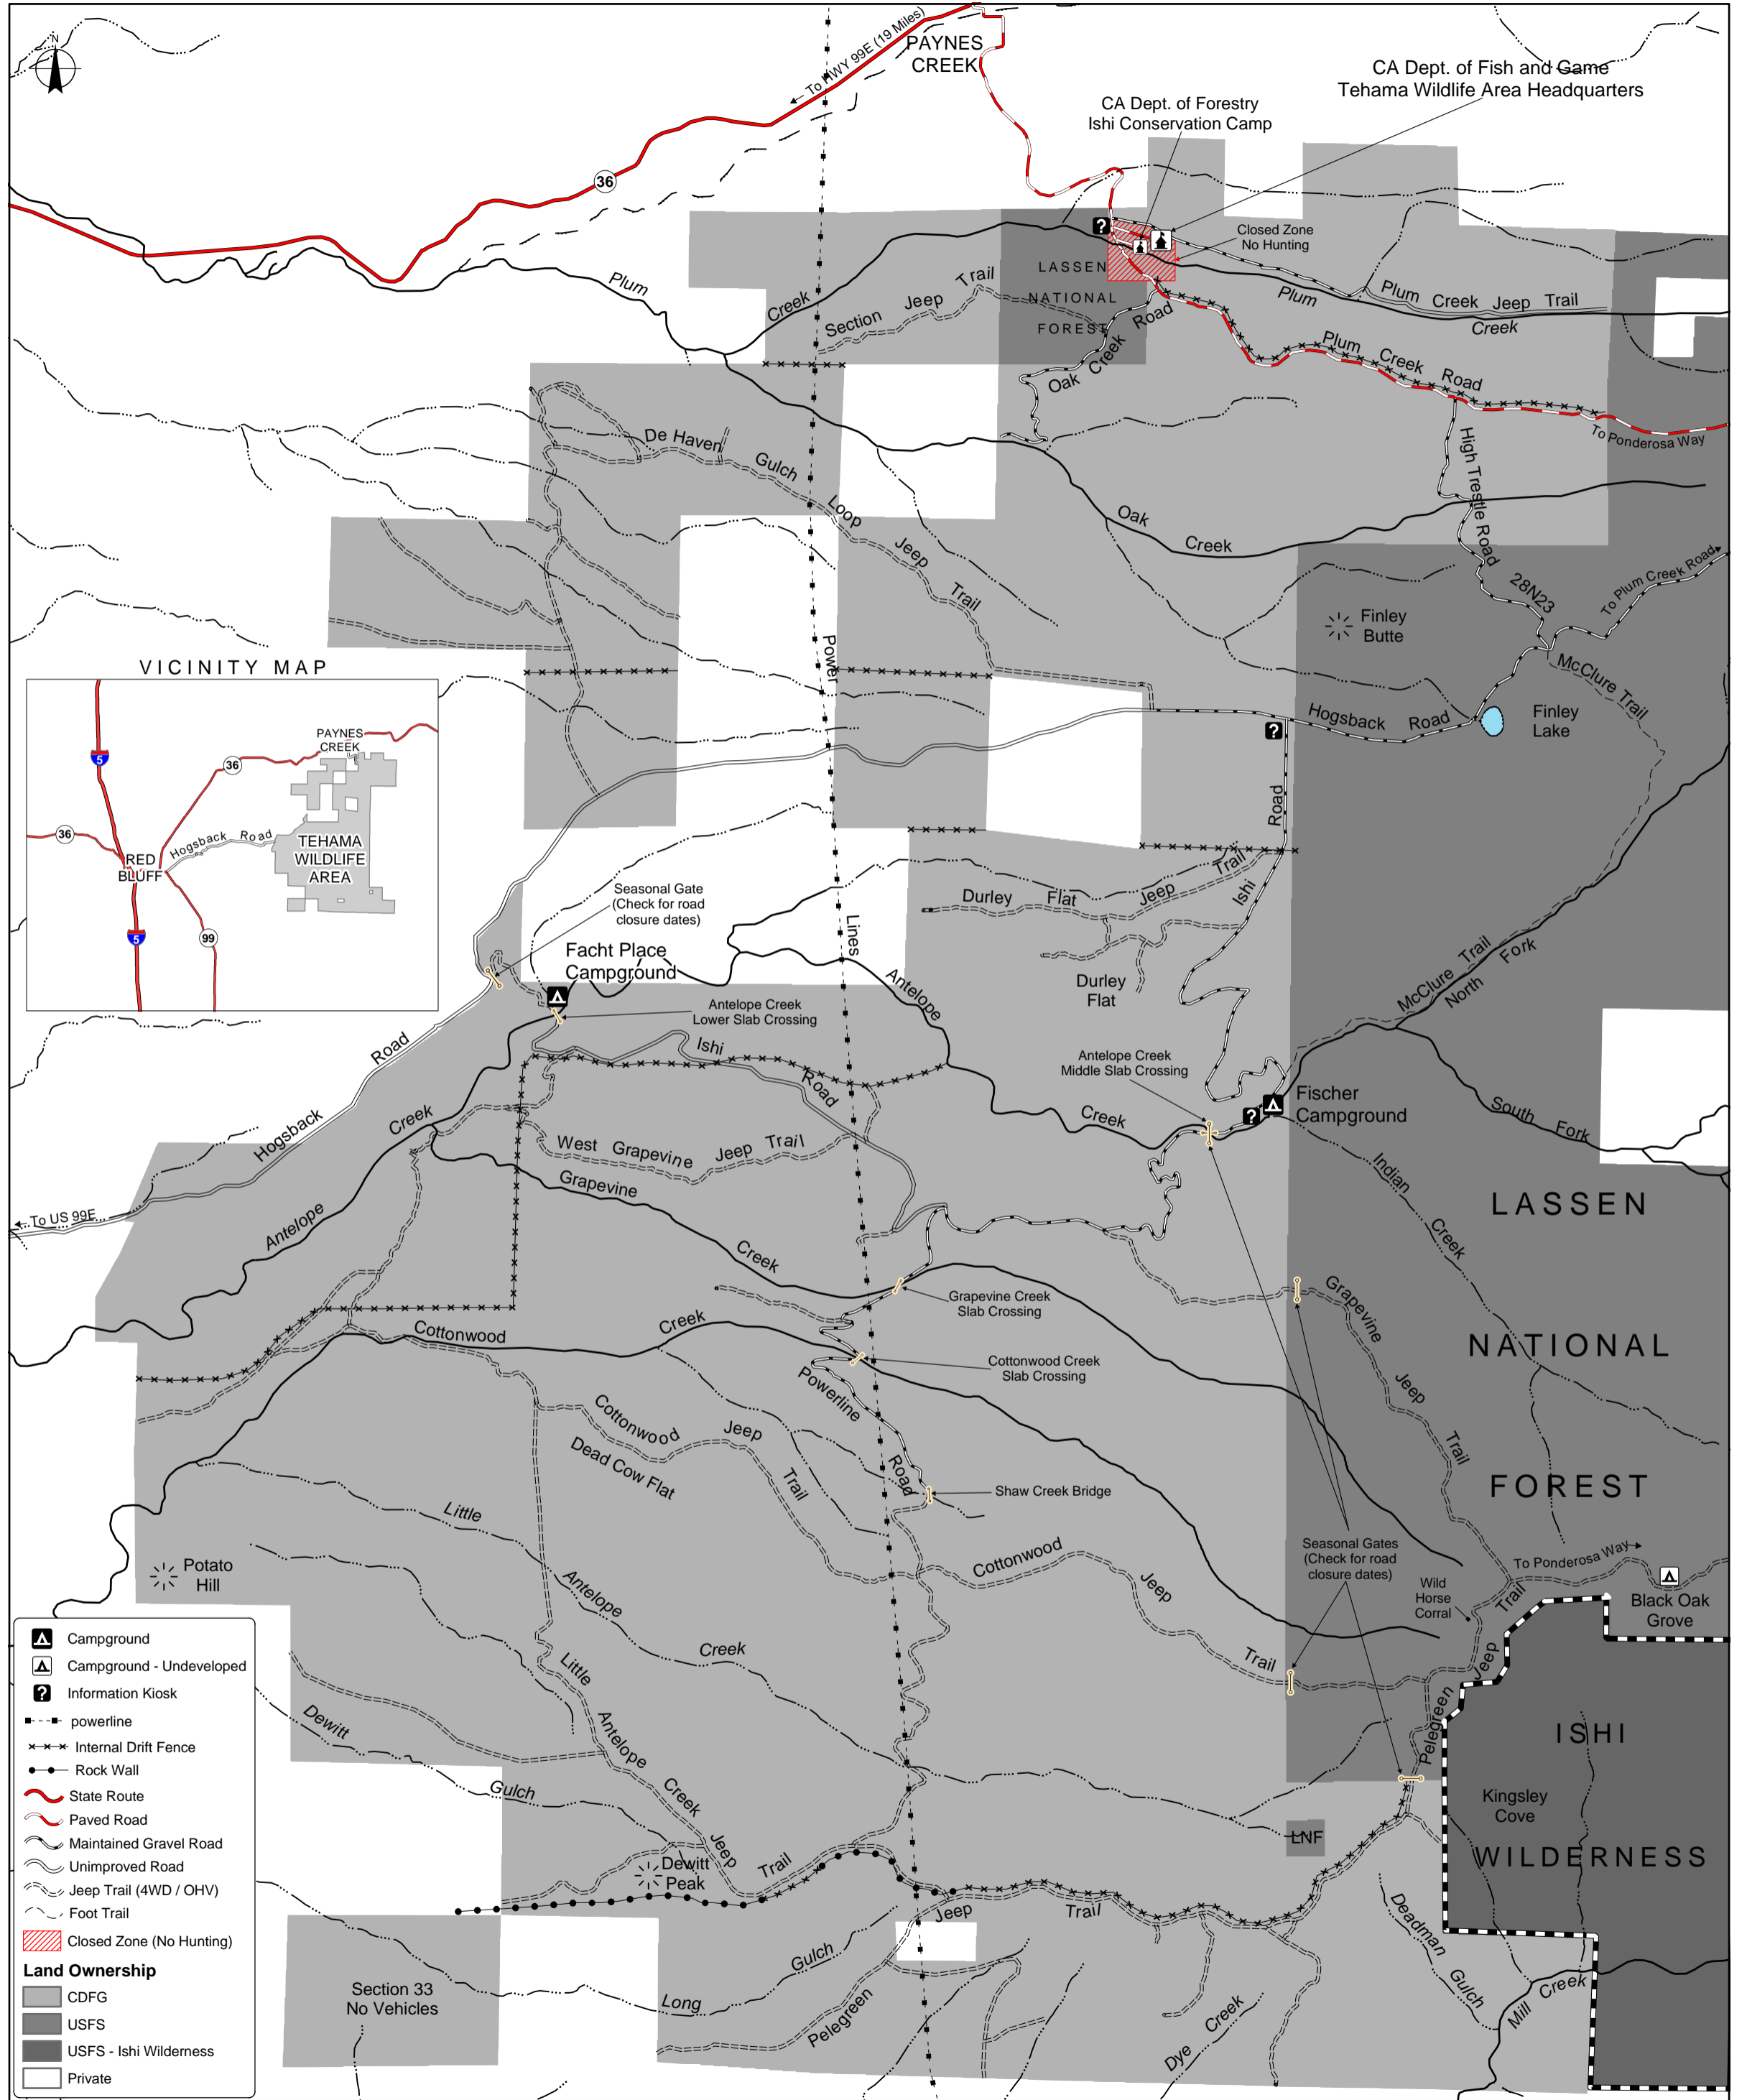 N
To HWY 99E (19 Miles)
PAYNES
CREEK
CA Dept. of Fish and Game
Tehama Wildlife Area Headquarters
CA Dept. of Forestry
Ishi Conservation Camp
36
?
Closed Zone
No Hunting
LASSEN
NATIONAL
FOREST
Plum
Creek
Section Jeep Trail
Plum
Creek
Plum Creek Jeep Trail
Oak Creek Road
Plum Creek Road
To Ponderosa Way
High Trestle Road
De Haven Gulch Loop Jeep Trail
Oak
Creek
28N23
To Plum Creek Road
Finley
Butte
McClure Trail
Power
Lines
VICINITY MAP
PAYNES
CREEK
5
36
36
Hogsback Road
RED
BLUFF
TEHAMA
WILDLIFE
AREA
5
99
Hogsback Road
Finley
Lake
?
Road
Ishi
Durley Flat Jeep Trail
Durley
Flat
Seasonal Gate
(Check for road
closure dates)
Facht Place
Campground
Antelope Creek
Lower Slab Crossing
Antelope
Creek
McClure Trail
North Fork
Ishi
Road
Road
Hogsback
Creek
Antelope
To US 99E
Antelope Creek
Middle Slab Crossing
?
Fischer
Campground
South Fork
West Grapevine Jeep Trail
Grapevine
Creek
Indian
Creek
LASSEN
NATIONAL
FOREST
Grapevine Creek
Slab Crossing
Grapevine
Jeep
Trail
Cottonwood
Creek
Cottonwood Creek
Slab Crossing
Powerline
Road
Cottonwood Jeep
Trail
Dead Cow Flat
Shaw Creek Bridge
Little
Antelope
Creek
Cottonwood
Jeep
Trail
Seasonal Gates
(Check for road
closure dates)
To Ponderosa Way
Wild
Horse
Corral
Black Oak
Grove
Potato
Hill
Pelegreen Jeep Trail
ISHI
WILDERNESS
Kingsley
Cove
LNF
Dewitt
Gulch
Little
Antelope
Creek
Jeep
Trail
Dewitt
Peak
Jeep
Trail
Deadman
Gulch
Mill Creek
Section 33
No Vehicles
Long
Gulch
Pelegreen
Dye Creek
Campground
Campground - Undeveloped
?
Information Kiosk
powerline
Internal Drift Fence
Rock Wall
State Route
Paved Road
Maintained Gravel Road
Unimproved Road
Jeep Trail (4WD / OHV)
Foot Trail
Closed Zone (No Hunting)
Land Ownership
CDFG
USFS
USFS - Ishi Wilderness
Private